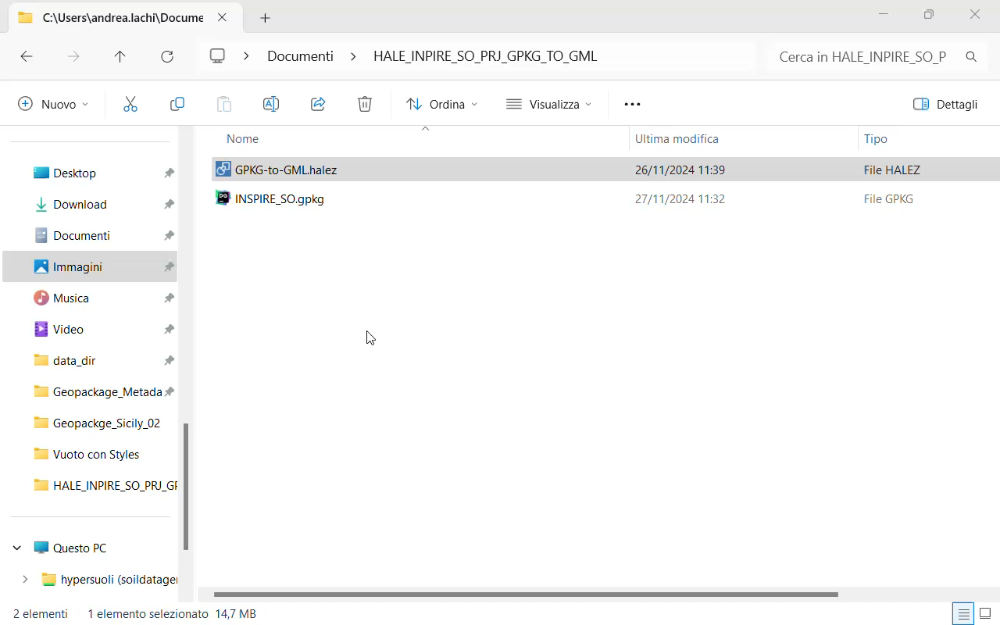 C:\Users\andrea.lachi\Docume
Documenti > HALE_INPIRE_SO_PRJ_GPKG_TO_GML
Cerca in HALE_INPIRE_SO_P
Nuovo
Ordina
Visualizza
Dettagli
Nome
Ultima modifica
Tipo
GPKG-to-GML.halez 26/11/2024 11:39 File HALEZ
DG
INSPIRE_SO.gpkg 27/11/2024 11:32 File GPKG
Desktop
Download
Documenti
Immagini
Musica
Video
data_dir
Geopackage_Metada
Geopackge_Sicily_02
Vuoto con Styles
HALE_INPIRE_SO_PRJ_GP
Questo PC
hypersuoli (soildatager
2 elementi 1 elemento selezionato 14,7 MB